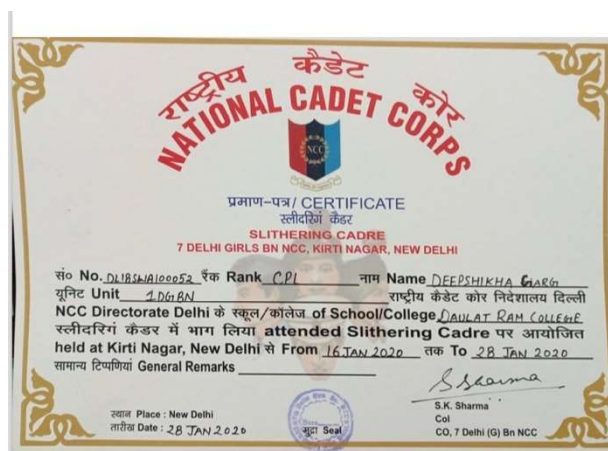 राष्ट्रीय कैडेट कोर
NATIONAL CADET CORPS
NCC
प्रमाण-पत्र/ CERTIFICATE
स्लीदरिगं कैडर
SLITHERING CADRE
7 DELHI GIRLS BN NCC, KIRTI NAGAR, NEW DELHI
सं० No. DL18SWA100052 रैंक Rank CPL नाम Name DEEPSHIKHA GARG
यूनिट Unit 1DGBN राष्ट्रीय कैडेट कोर निदेशालय दिल्ली
NCC Directorate Delhi के स्कूल/कॉलेज of School/College DAULAT RAM COLLEGE
स्लीदरिगं कैडर में भाग लिया attended Slithering Cadre पर आयोजित
held at Kirti Nagar, New Delhi से From 16 JAN 2020 तक To 28 JAN 2020
सामान्य टिप्पणियां General Remarks
SSharma
स्थान Place : New Delhi
तारीख Date : 28 JAN 2020
मुद्रा Seal
S.K. Sharma
Col
CO, 7 Delhi (G) Bn NCC